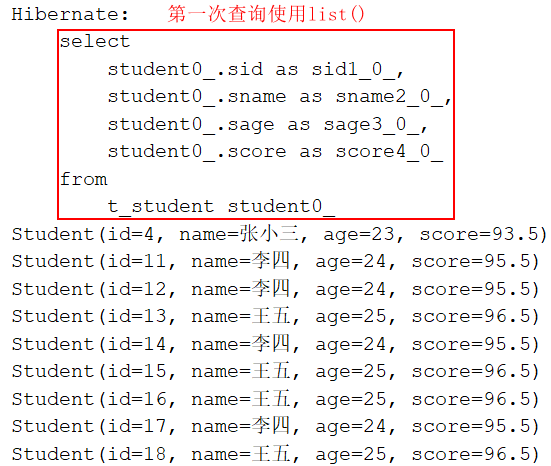 Hibernate: 第一次查询使用list()
select
student0_.sid as sid1_0_,
student0_.sname as sname2_0_,
student0_.sage as sage3_0_,
student0_.score as score4_0_
from
t_student student0_
Student(id=4, name=张小三, age=23, score=93.5)
Student(id=11, name=李四, age=24, score=95.5)
Student(id=12, name=李四, age=24, score=95.5)
Student(id=13, name=王五, age=25, score=96.5)
Student(id=14, name=李四, age=24, score=95.5)
Student(id=15, name=王五, age=25, score=96.5)
Student(id=16, name=王五, age=25, score=96.5)
Student(id=17, name=李四, age=24, score=95.5)
Student(id=18, name=王五, age=25, score=96.5)